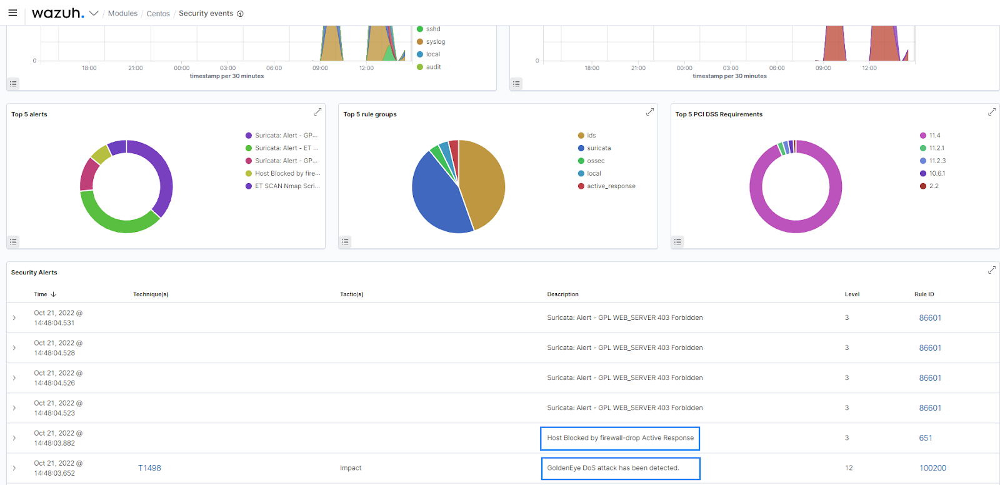 wazuh. / Modules / Centos / Security events
sshd
syslog
local
audit
0
18:00 21:00 00:00 03:00 06:00 09:00 12:00
timestamp per 30 minutes
0
18:00 21:00 00:00 03:00 06:00 09:00 12:00
timestamp per 30 minutes
Top 5 alerts
Suricata: Alert - GP...
Suricata: Alert - ET ...
Suricata: Alert - GP...
Host Blocked by fire...
ET SCAN Nmap Scri...
Top 5 rule groups
ids
suricata
ossec
local
active_response
Top 5 PCI DSS Requirements
11.4
11.2.1
11.2.3
10.6.1
2.2
Security Alerts
Time Technique(s) Tactic(s) Description Level Rule ID
Oct 21, 2022 @
14:48:04.531
Suricata: Alert - GPL WEB_SERVER 403 Forbidden 3 86601
Oct 21, 2022 @
14:48:04.528
Suricata: Alert - GPL WEB_SERVER 403 Forbidden 3 86601
Oct 21, 2022 @
14:48:04.526
Suricata: Alert - GPL WEB_SERVER 403 Forbidden 3 86601
Oct 21, 2022 @
14:48:04.523
Suricata: Alert - GPL WEB_SERVER 403 Forbidden 3 86601
Oct 21, 2022 @
14:48:03.882
Host Blocked by firewall-drop Active Response 3 651
Oct 21, 2022 @
14:48:03.652
T1498 Impact GoldenEye DoS attack has been detected. 12 100200